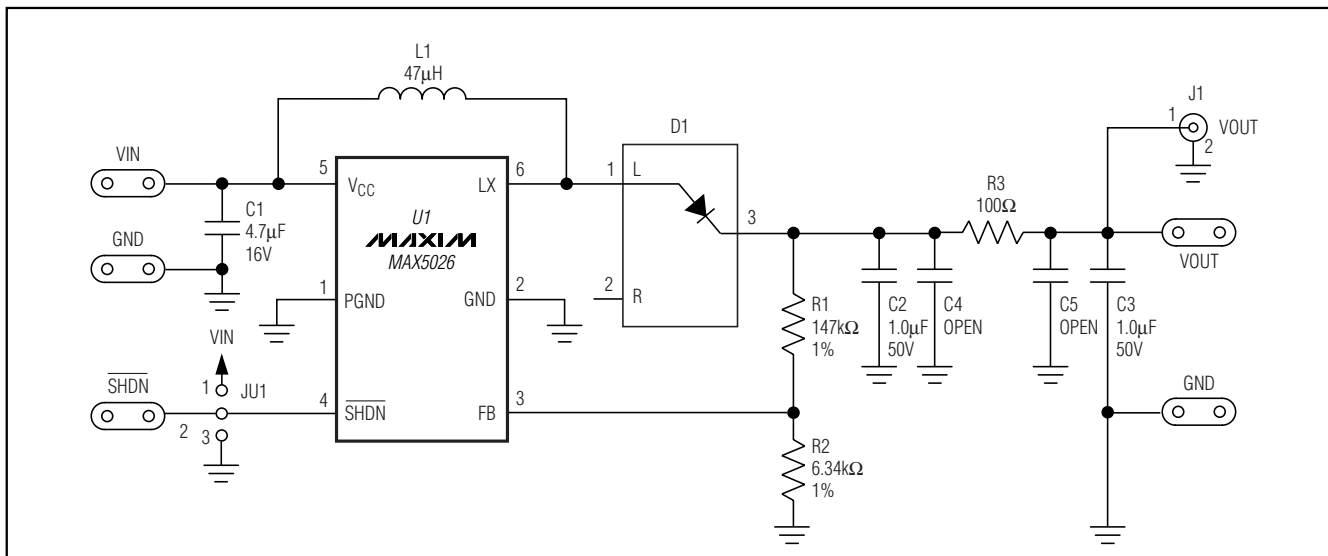 L1
47μH
VIN
C1
4.7μF
16V
GND
5
VCC
LX
6
U1
MAXIM
MAX5026
1
PGND
GND
2
VIN
SHDN
1
JU1
2
3
4
SHDN
FB
3
D1
1
L
3
2
R
R1
147kΩ
1%
R2
6.34kΩ
1%
C2
1.0μF
50V
C4
OPEN
R3
100Ω
C5
OPEN
C3
1.0μF
50V
J1
1
VOUT
2
VOUT
GND